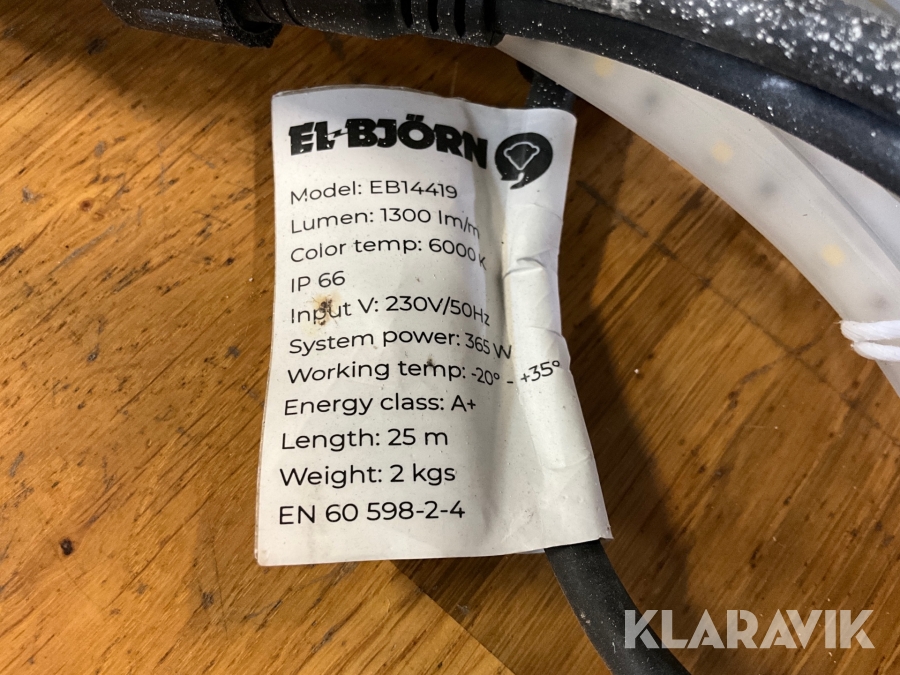 EL-BJÖRN
Model: EB14419
Lumen: 1300 lm/m
Color temp: 6000 K
IP 66
Input V: 230V/50Hz
System power: 365 W
Working temp: -20° - +35°
Energy class: A+
Length: 25 m
Weight: 2 kgs
EN 60 598-2-4
KLARAVIK